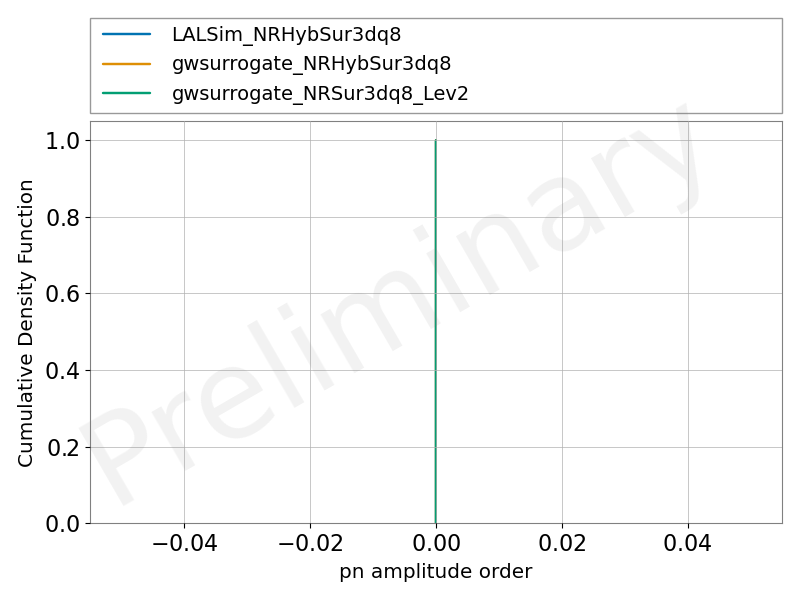 LALSim_NRHybSur3dq8
gwsurrogate_NRHybSur3dq8
gwsurrogate_NRSur3dq8_Lev2
1.0
0.8
0.6
0.4
0.2
0.0
Cumulative Density Function
Preliminary
−0.04 −0.02 0.00 0.02 0.04
pn amplitude order